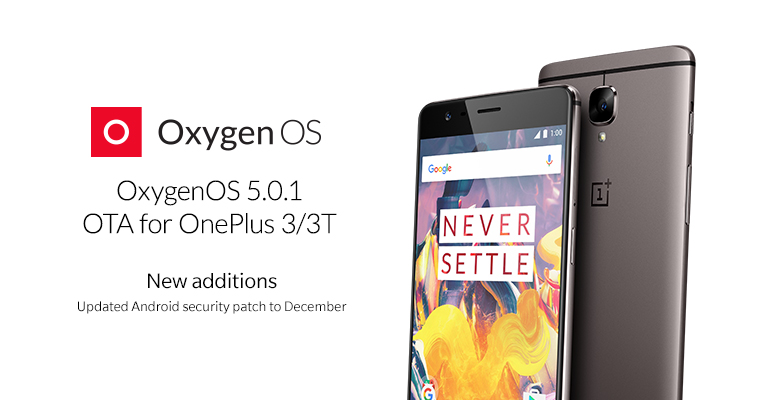 Oxygen OS
OxygenOS 5.0.1
OTA for OnePlus 3/3T
New additions
Updated Android security patch to December
1:00
Google
NEVER
SETTLE
1+